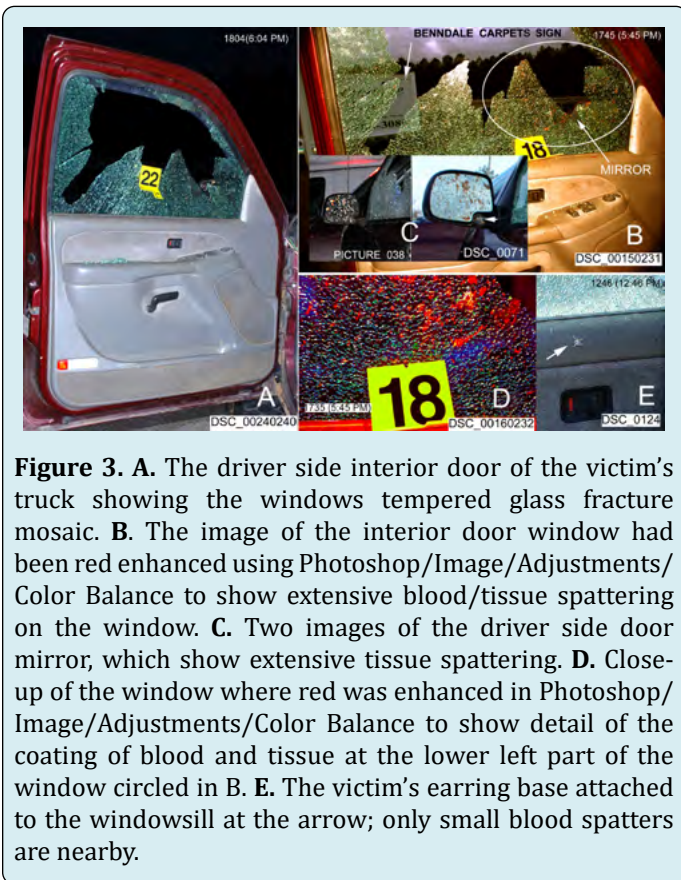 1804(6:04 PM)
22
A
DSC_00240240
BENNDALE CARPETS SIGN
1745 (5:45 PM)
308
18
MIRROR
C
PICTURE 038
DSC_0071
B
DSC_00150231
18
D
1735 (5:45 PM)
DSC_00160232
1246 (12:46 PM)
E
DSC_0124
Figure 3. A. The driver side interior door of the victim's
truck showing the windows tempered glass fracture
mosaic. B. The image of the interior door window had
been red enhanced using Photoshop/Image/Adjustments/
Color Balance to show extensive blood/tissue spattering
on the window. C. Two images of the driver side door
mirror, which show extensive tissue spattering. D. Close-
up of the window where red was enhanced in Photoshop/
Image/Adjustments/Color Balance to show detail of the
coating of blood and tissue at the lower left part of the
window circled in B. E. The victim's earring base attached
to the windowsill at the arrow; only small blood spatters
are nearby.